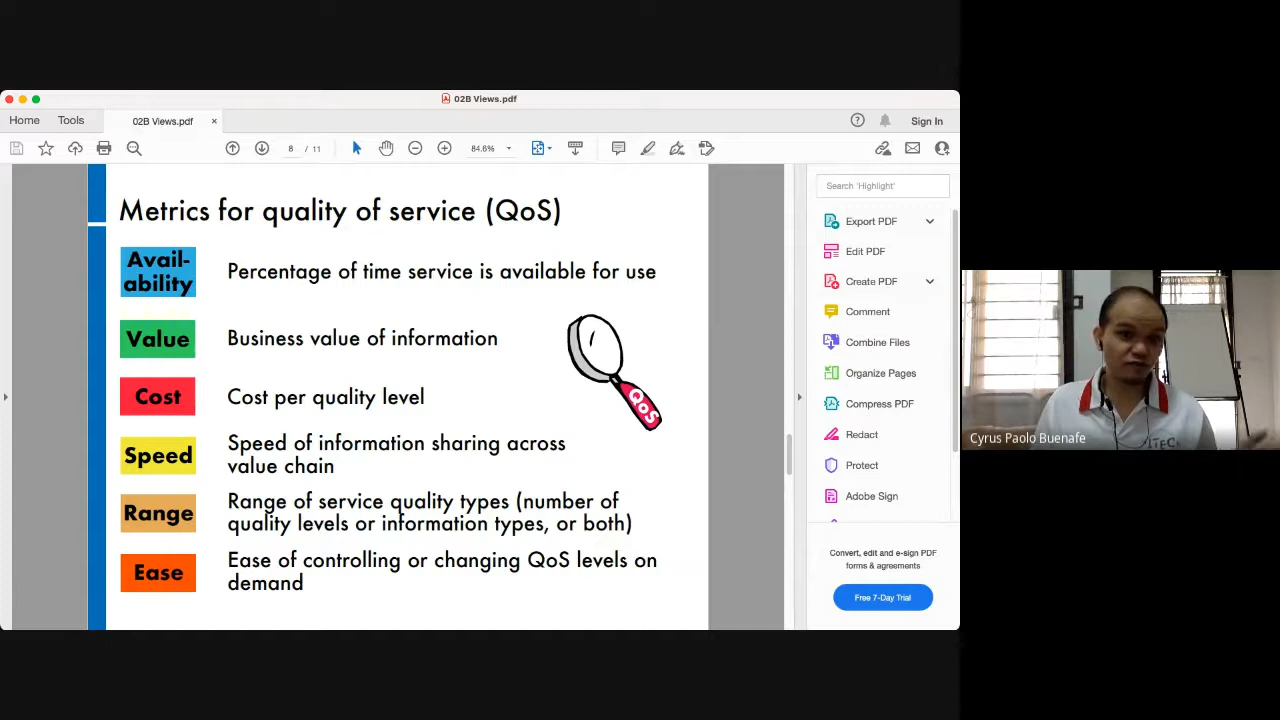 02B Views.pdf
Home Tools 02B Views.pdf × Sign In
8 / 11 84.6%
Metrics for quality of service (QoS)
Avail-
ability
Percentage of time service is available for use
Value
Business value of information
Cost
Cost per quality level
Speed
Speed of information sharing across
value chain
Range
Range of service quality types (number of
quality levels or information types, or both)
Ease
Ease of controlling or changing QoS levels on
demand
QoS
Search 'Highlight'
Export PDF
Edit PDF
Create PDF
Comment
Combine Files
Organize Pages
Compress PDF
Redact
Protect
Adobe Sign
Convert, edit and e-sign PDF
forms & agreements
Free 7-Day Trial
Cyrus Paolo Buenafe